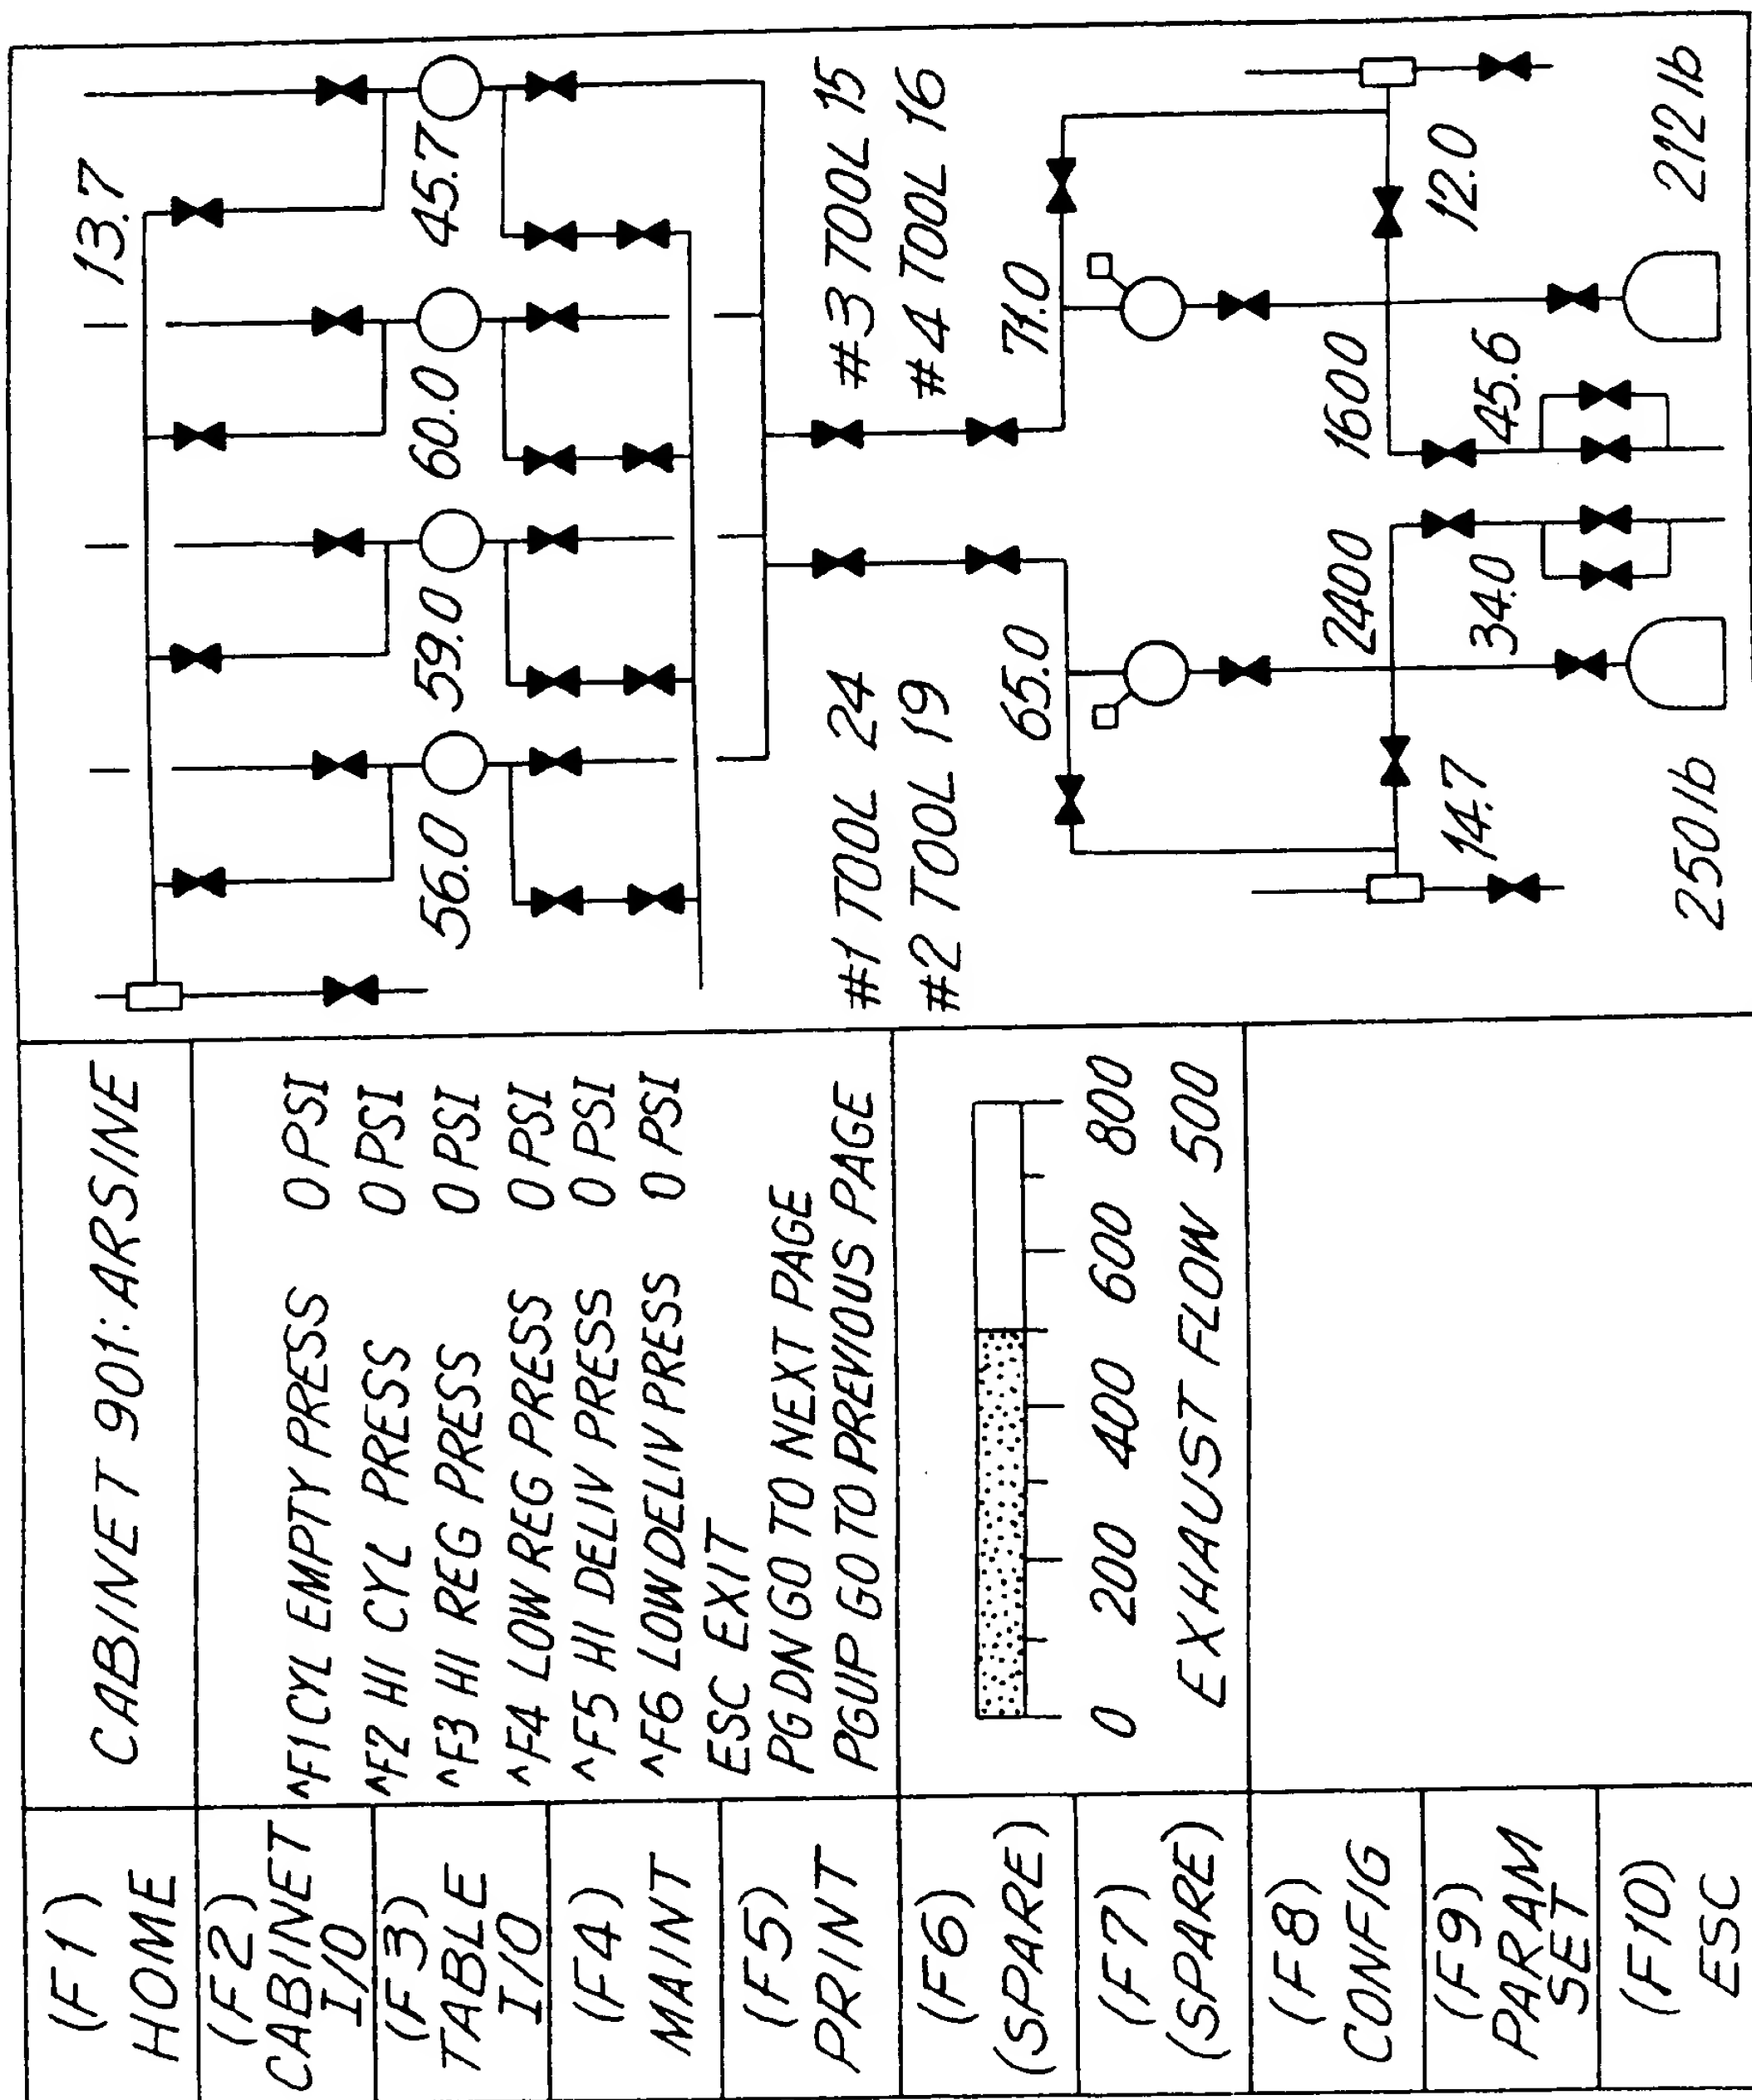 (F1)
HOME
(F2)
CABINET
I/O
(F3)
TABLE
I/O
(F4)
MAINT
(F5)
PRINT
(F6)
(SPARE)
(F7)
(SPARE)
(F8)
CONFIG
(F9)
PARAM
SET
(F10)
ESC
CABINET 901: ARSINE
^F1 CYL EMPTY PRESS 0 PSI
^F2 HI CYL PRESS 0 PSI
^F3 HI REG PRESS 0 PSI
^F4 LOW REG PRESS 0 PSI
^F5 HI DELIV PRESS 0 PSI
^F6 LOW DELIV PRESS 0 PSI
ESC EXIT
PG DN GO TO NEXT PAGE
PGUP GO TO PREVIOUS PAGE
0 200 400 600 800
EXHAUST FLOW 500
13.7
56.0 59.0 60.0 45.7
#1 TOOL 24 #3 TOOL 15
#2 TOOL 19 #4 TOOL 16
65.0 71.0
2400 1600
14.7 34.0 45.6 12.0
250 lb 212 lb